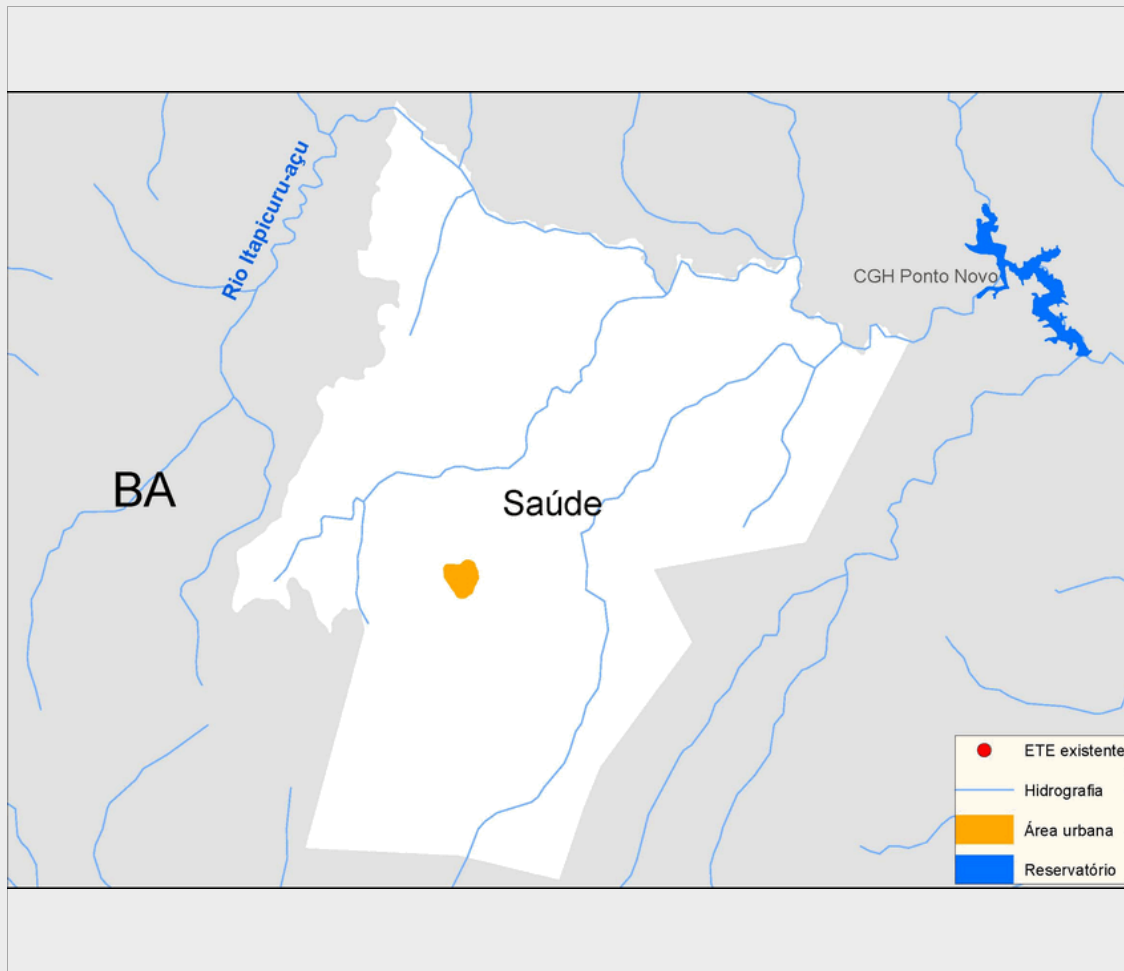 Rio Itapicuru-açu
CGH Ponto Novo
BA
Saúde
ETE existente
Hidrografia
Área urbana
Reservatório